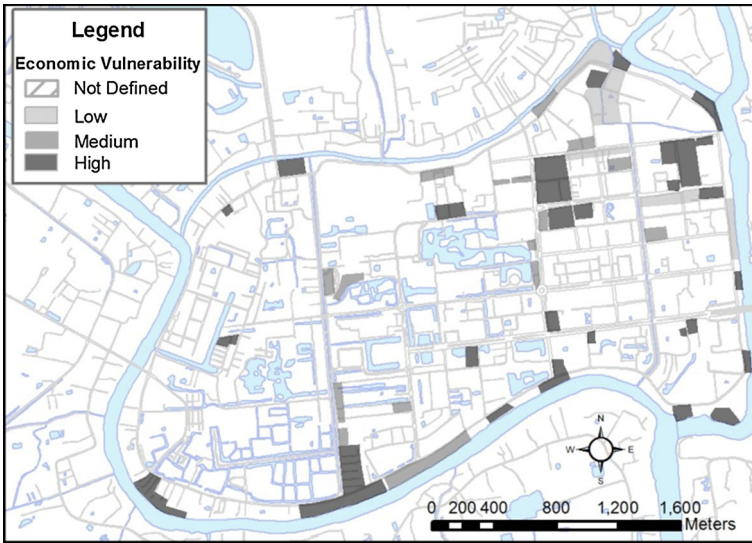 Legend
Economic Vulnerability
Not Defined
Low
Medium
High
N
W E
S
0 200 400 800 1,200 1,600
Meters